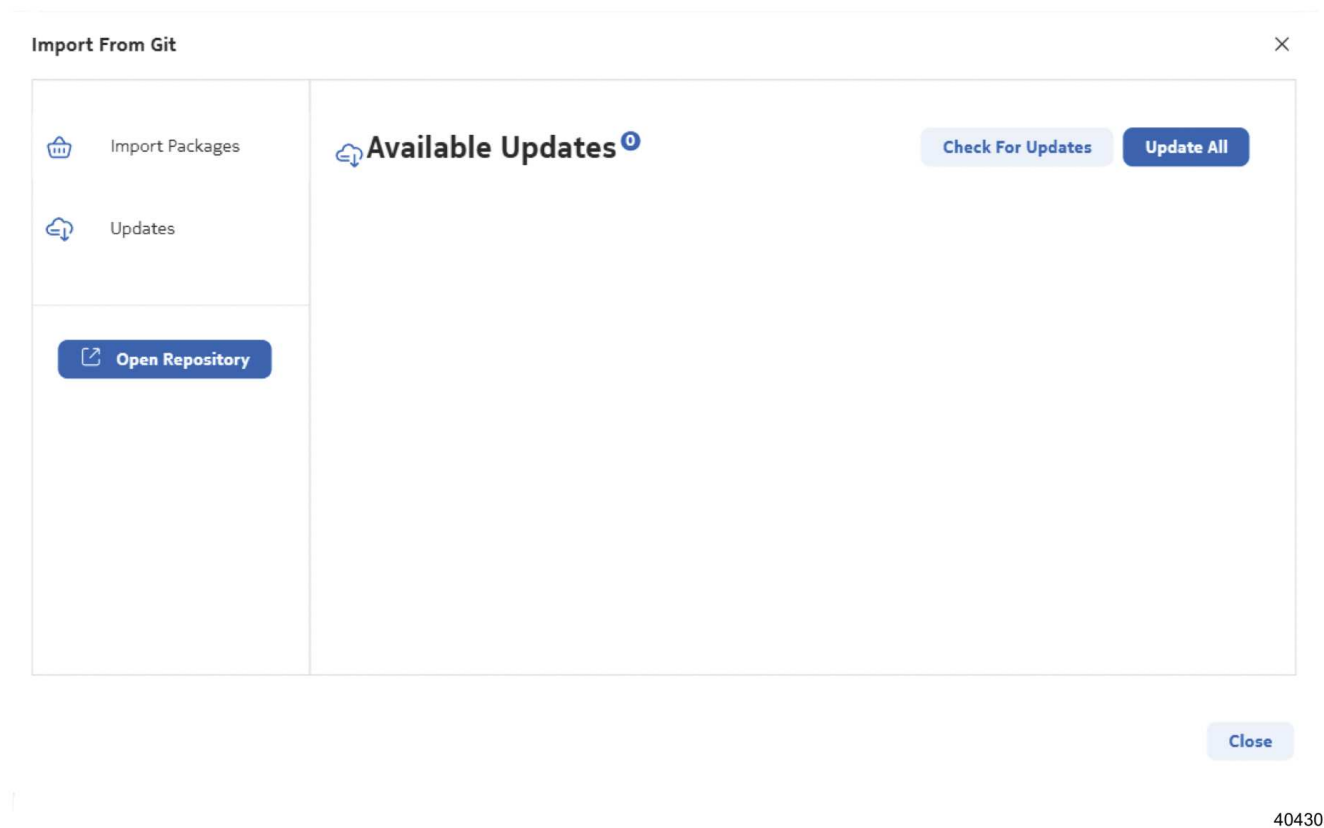 Import From Git
Import Packages
Updates
Open Repository
Available Updates 0
Check For Updates
Update All
Close
40430